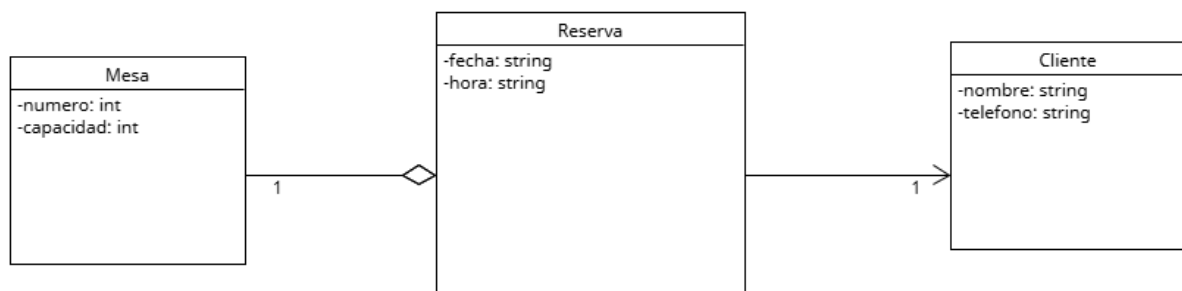 Mesa
-numero: int
-capacidad: int
1
Reserva
-fecha: string
-hora: string
1
Cliente
-nombre: string
-telefono: string